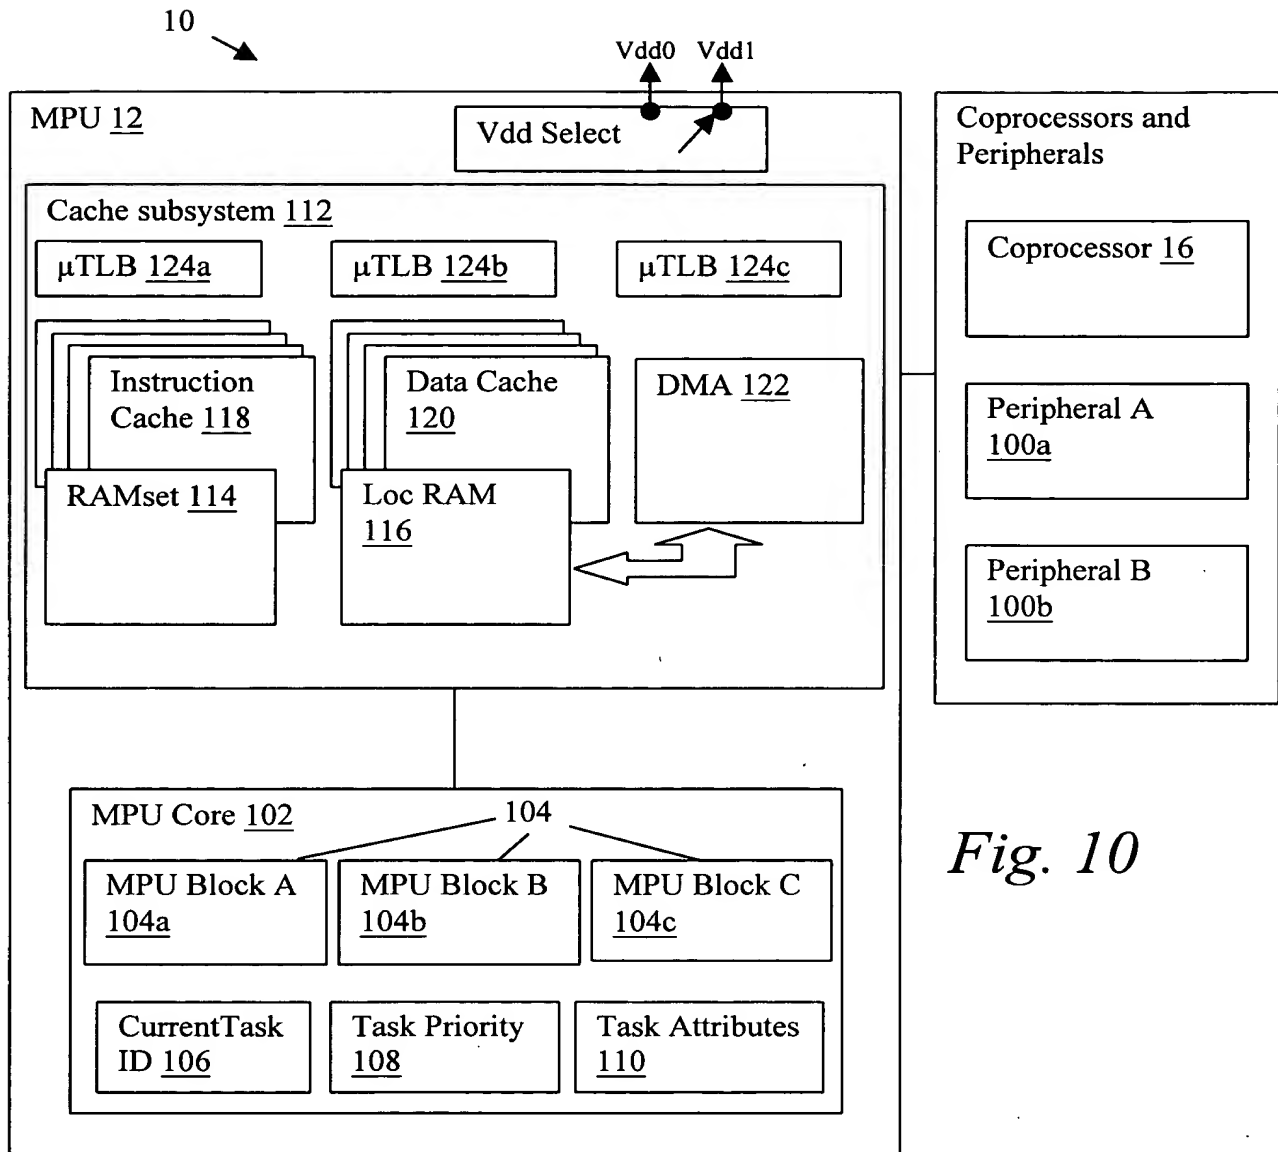 10
Vdd0 Vdd1
MPU 12
Vdd Select
Cache subsystem 112
µTLB 124a
µTLB 124b
µTLB 124c
Instruction
Cache 118
Data Cache
120
DMA 122
RAMset 114
Loc RAM
116
Coprocessors and
Peripherals
Coprocessor 16
Peripheral A
100a
Peripheral B
100b
MPU Core 102
104
MPU Block A
104a
MPU Block B
104b
MPU Block C
104c
CurrentTask
ID 106
Task Priority
108
Task Attributes
110
Fig. 10